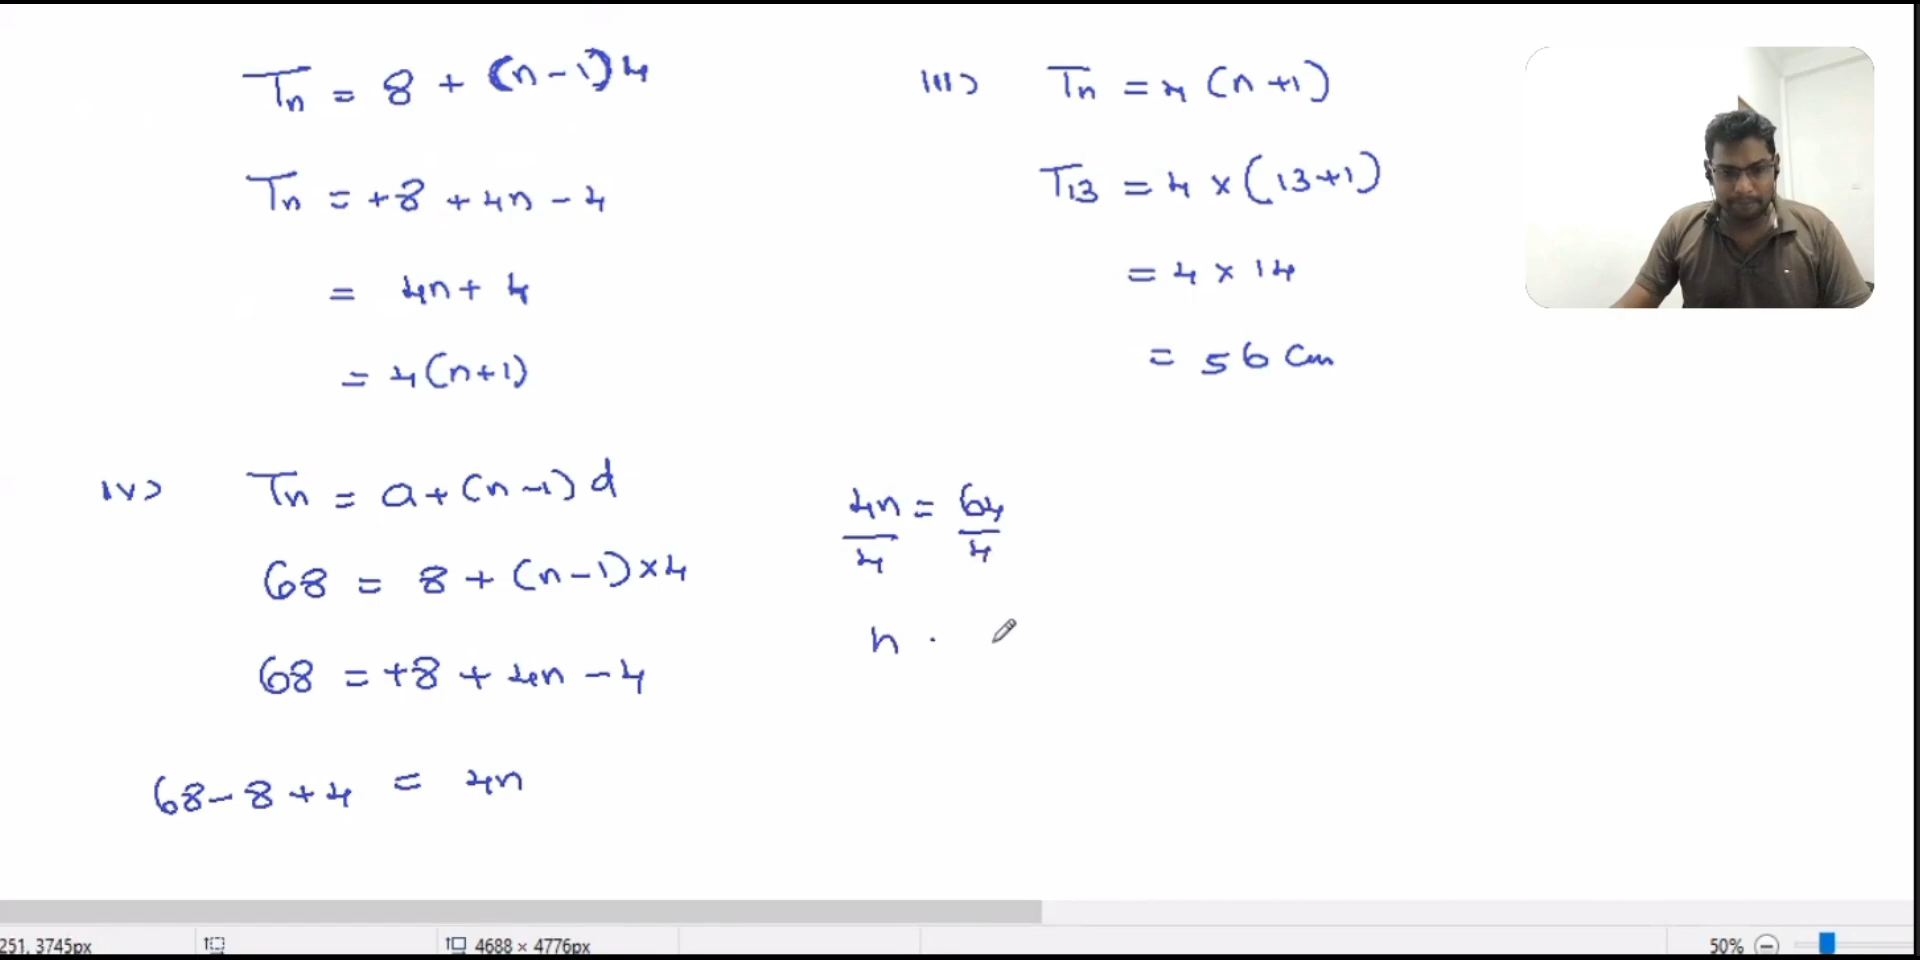 Tn = 8 + (n-1)4
Tn = +8 + 4n - 4
= 4n + 4
= 4(n+1)
iii) Tn = 4 (n+1)
T13 = 4 × (13+1)
= 4 × 14
= 56 cm
iv) Tn = a + (n-1) d
68 = 8 + (n-1) × 4
68 = +8 + 4n - 4
68 - 8 + 4 = 4n
4n/4 = 64/4
n
251, 3745px
4688 × 4776px
50%